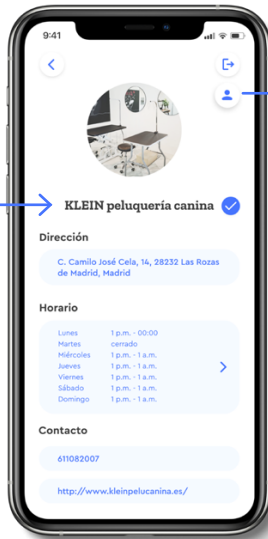 9:41
KLEIN peluquería canina
Dirección
C. Camilo José Cela, 14, 28232 Las Rozas
de Madrid, Madrid
Horario
Lunes 1 p.m. - 00:00
Martes cerrado
Miércoles 1 p.m. - 1 a.m.
Jueves 1 p.m. - 1 a.m.
Viernes 1 p.m. - 1 a.m.
Sábado 1 p.m. - 1 a.m.
Domingo 1 p.m. - 1 a.m.
Contacto
611082007
http://www.kleinpelucanina.es/